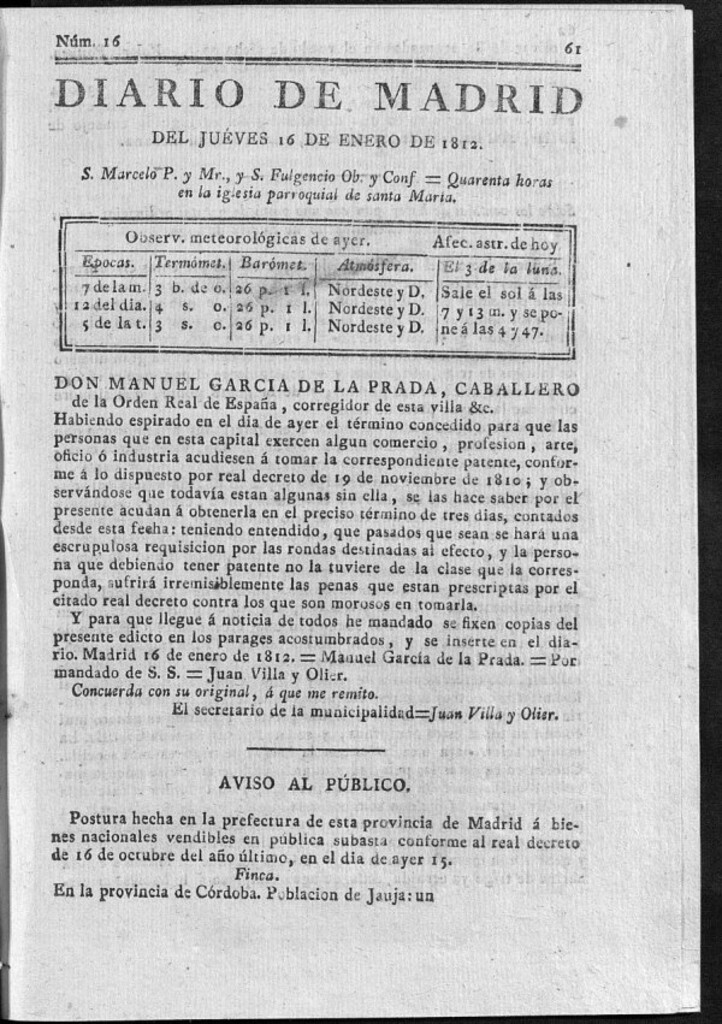 Núm. 16
61
DIARIO DE MADRID
DEL JUÉVES 16 DE ENERO DE 1812.
S. Marcelo P. y Mr., y S. Fulgencio Ob. y Conf = Quarenta horas
en la iglesia parroquial de santa María.
Observ. meteorológicas de ayer. Afec. astr. de hoy
Epocas. Termómet. Barómet. Atmósfera. El 3 de la luna.
7 de la m. 3 b. de 0. 26 p. 1 l. Nordeste y D. Sale el sol á las
12 del dia. 4 s. 0. 26 p. 1 l. Nordeste y D. 7 y 13 m. y se po-
5 de la t. 3 s. 0. 26 p. 1 l. Nordeste y D. ne á las 4 y 47.
DON MANUEL GARCIA DE LA PRADA, CABALLERO
de la Orden Real de España, corregidor de esta villa &c.
Habiendo espirado en el dia de ayer el término concedido para que las
personas que en esta capital exercen algun comercio, profesion, arte,
oficio ó industria acudiesen á tomar la correspondiente patente, confor-
me á lo dispuesto por real decreto de 19 de noviembre de 1810; y ob-
servándose que todavía estan algunas sin ella, se las hace saber por el
presente acudan á obtenerla en el preciso término de tres dias, contados
desde esta fecha: teniendo entendido, que pasados que sean se hará una
escrupulosa requisicion por las rondas destinadas al efecto, y la perso-
na que debiendo tener patente no la tuviere de la clase que la corres-
ponda, sufrirá irremisiblemente las penas que estan prescriptas por el
citado real decreto contra los que son morosos en tomarla.
Y para que llegue á noticia de todos he mandado se fixen copias del
presente edicto en los parages acostumbrados, y se inserte en el dia-
rio. Madrid 16 de enero de 1812. = Manuel García de la Prada. = Por
mandado de S. S. = Juan Villa y Olier.
Concuerda con su original, á que me remito.
El secretario de la municipalidad=Juan Villa y Olier.
AVISO AL PÚBLICO.
Postura hecha en la prefectura de esta provincia de Madrid á bie-
nes nacionales vendibles en pública subasta conforme al real decreto
de 16 de octubre del año último, en el dia de ayer 15.
Finca.
En la provincia de Córdoba. Poblacion de Jauja: un